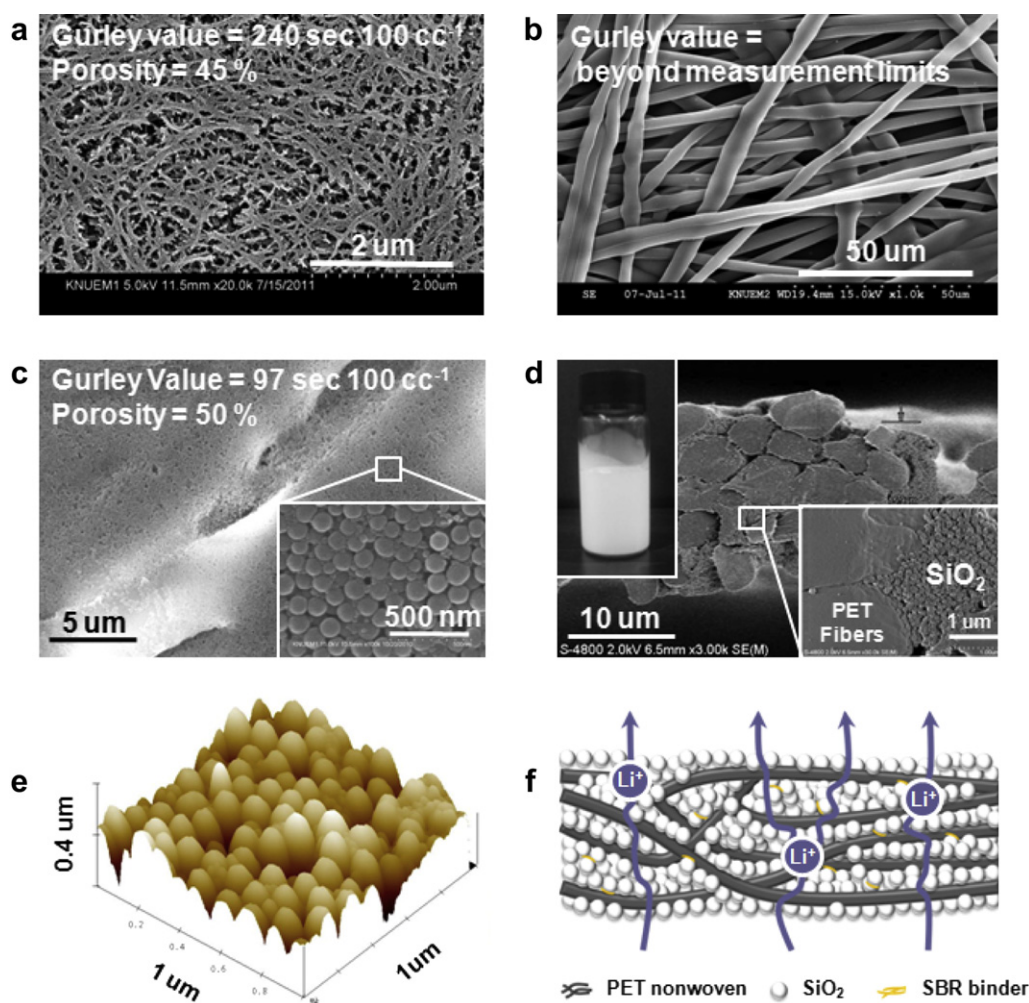 a
Gurley value = 240 sec 100 cc⁻¹
Porosity = 45 %
2 um
KNUEM1 5.0kV 11.5mm x20.0k 7/15/2011
2.00um
b
Gurley value =
beyond measurement limits
50 um
SE 07-Jul-11 KNUEM2 WD19.4mm 15.0kV x1.0k 50um
c
Gurley Value = 97 sec 100 cc⁻¹
Porosity = 50 %
5 um
500 nm
d
10 um
S-4800 2.0kV 6.5mm x3.00k SE(M)
SiO₂
PET
Fibers
1 um
e
0.4 um
0.2
0.4
0.6
0.8
1 um
1um
f
Li⁺
Li⁺
Li⁺
PET nonwoven
SiO₂
SBR binder